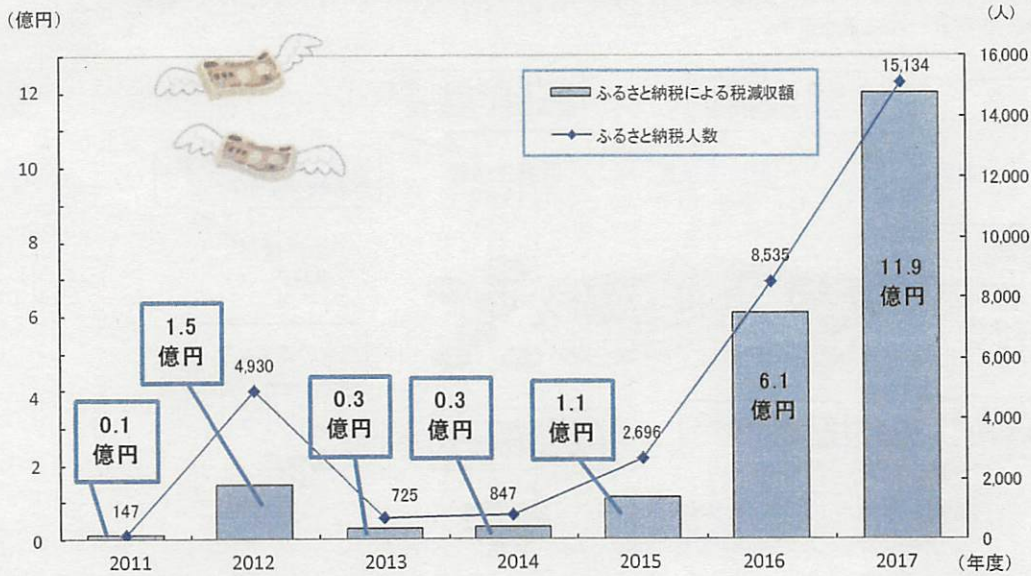 (億円)
(人)
12
10
8
6
4
2
0
16,000
14,000
12,000
10,000
8,000
6,000
4,000
2,000
0
ふるさと納税による税減収額
ふるさと納税人数
0.1
億円
1.5
億円
0.3
億円
0.3
億円
1.1
億円
6.1
億円
11.9
億円
147
4,930
725
847
2,696
8,535
15,134
2011 2012 2013 2014 2015 2016 2017 (年度)